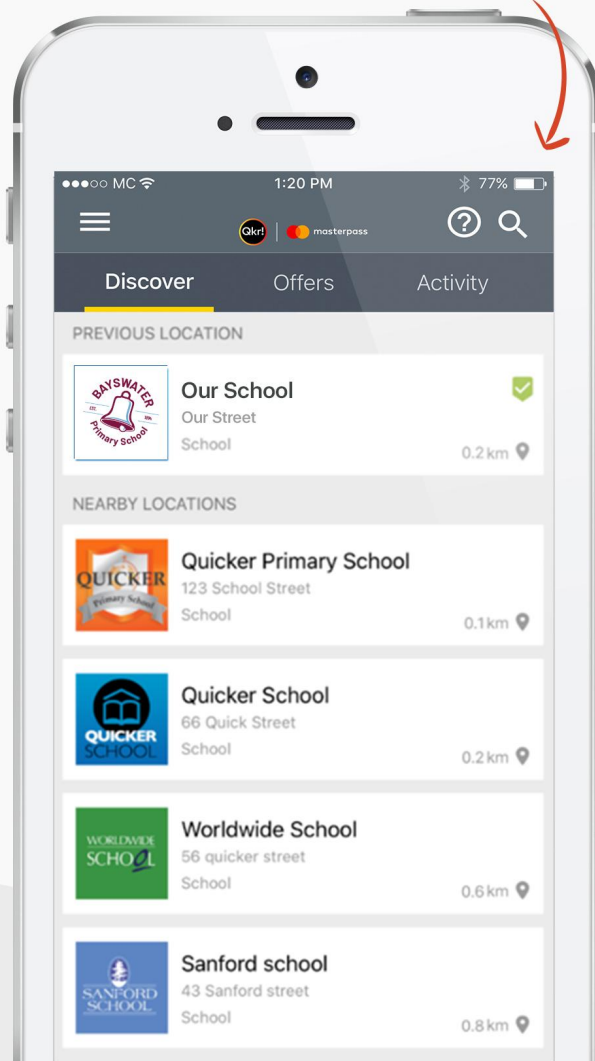 MC 1:20 PM 77%
Qkr! masterpass
Discover Offers Activity
PREVIOUS LOCATION
BAYSWATER
EST.
Primary School
Our School
Our Street
School
0.2 km
NEARBY LOCATIONS
QUICKER
Primary School
Quicker Primary School
123 School Street
School
0.1 km
QUICKER
SCHOOL
Quicker School
66 Quick Street
School
0.2 km
WORLDWIDE
SCHOOL
Worldwide School
56 quicker street
School
0.6 km
SANFORD
SCHOOL
Sanford school
43 Sanford street
School
0.8 km